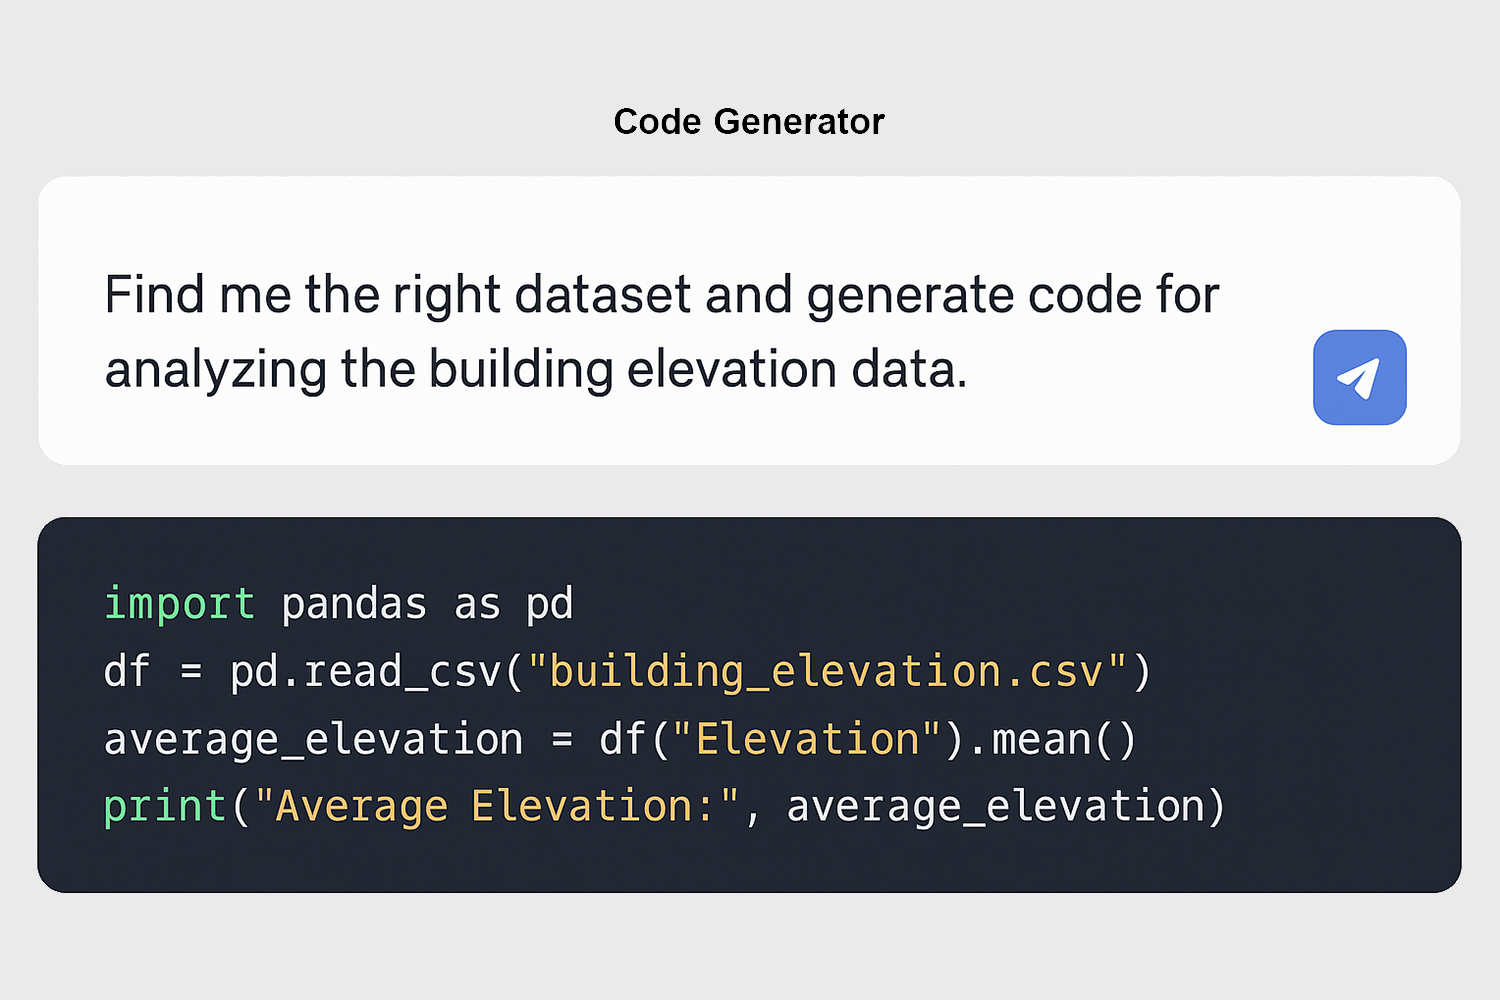 Code Generator
Find me the right dataset and generate code for
analyzing the building elevation data.
import pandas as pd
df = pd.read_csv("building_elevation.csv")
average_elevation = df("Elevation").mean()
print("Average Elevation:", average_elevation)